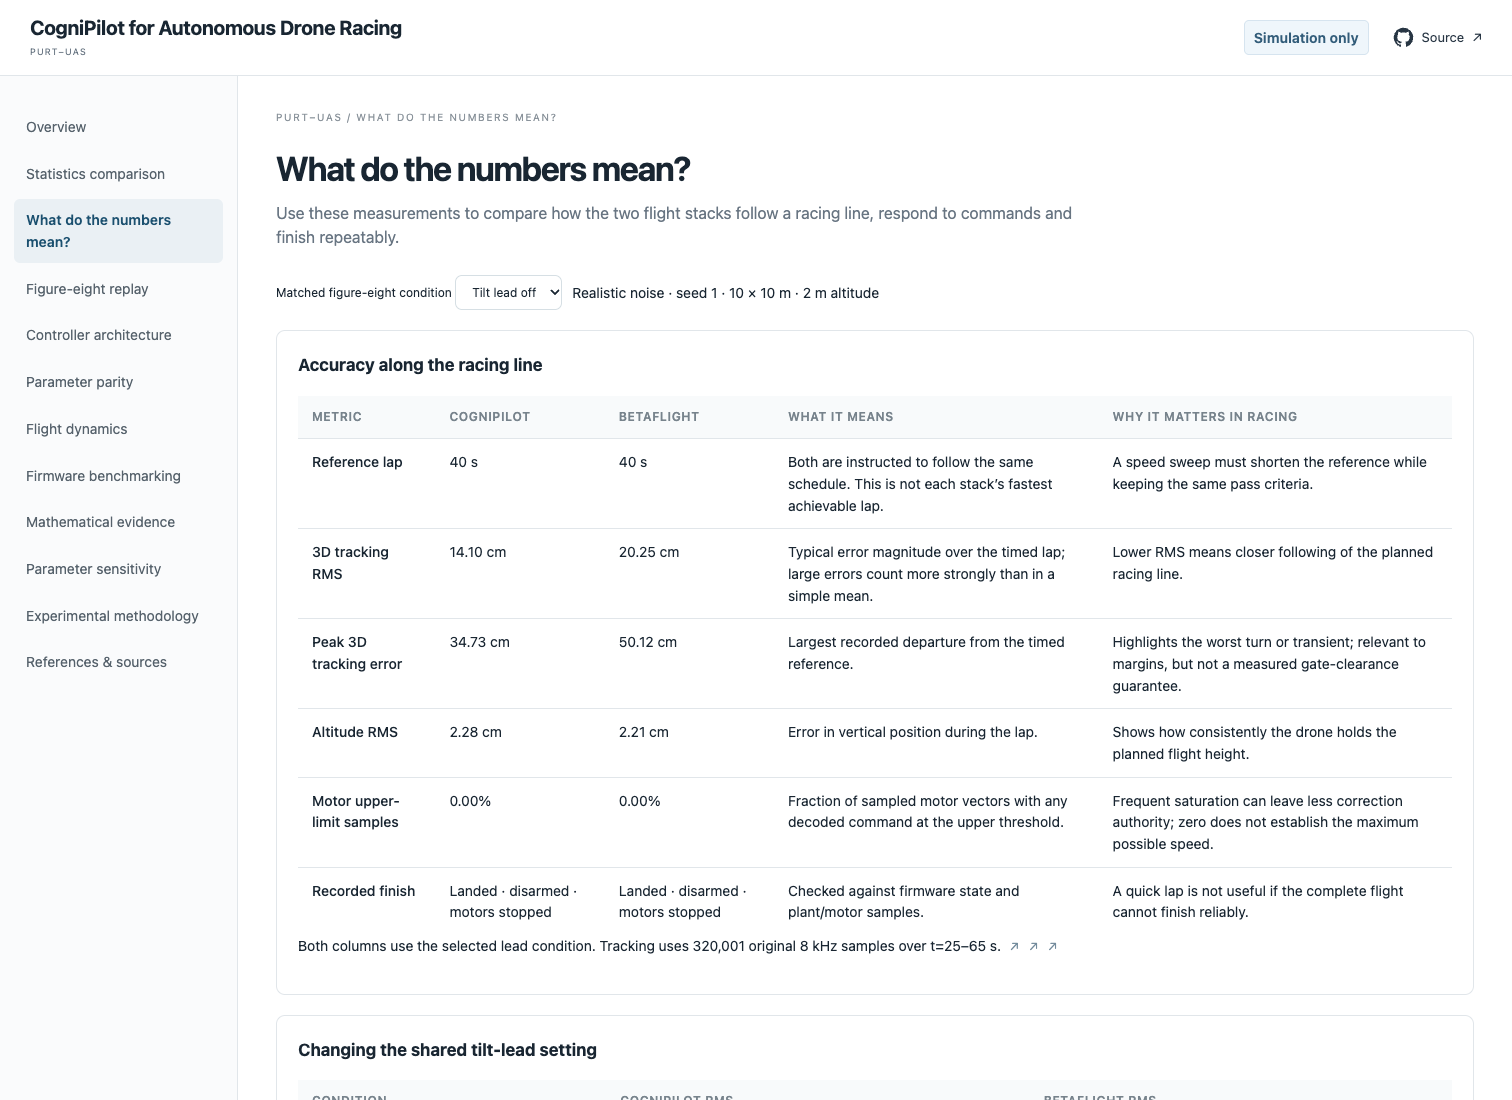 CogniPilot for Autonomous Drone Racing
PURT–UAS
Simulation only
Source ↗
Overview
Statistics comparison
What do the numbers
mean?
Figure-eight replay
Controller architecture
Parameter parity
Flight dynamics
Firmware benchmarking
Mathematical evidence
Parameter sensitivity
Experimental methodology
References & sources
PURT–UAS / WHAT DO THE NUMBERS MEAN?
What do the numbers mean?
Use these measurements to compare how the two flight stacks follow a racing line, respond to commands and
finish repeatably.
Matched figure-eight condition Tilt lead off Realistic noise · seed 1 · 10 × 10 m · 2 m altitude
Accuracy along the racing line
METRIC COGNIPILOT BETAFLIGHT WHAT IT MEANS WHY IT MATTERS IN RACING
Reference lap 40 s 40 s Both are instructed to follow the same A speed sweep must shorten the reference while
schedule. This is not each stack’s fastest keeping the same pass criteria.
achievable lap.
3D tracking 14.10 cm 20.25 cm Typical error magnitude over the timed lap; Lower RMS means closer following of the planned
RMS large errors count more strongly than in a racing line.
simple mean.
Peak 3D 34.73 cm 50.12 cm Largest recorded departure from the timed Highlights the worst turn or transient; relevant to
tracking error reference. margins, but not a measured gate-clearance
guarantee.
Altitude RMS 2.28 cm 2.21 cm Error in vertical position during the lap. Shows how consistently the drone holds the
planned flight height.
Motor upper- 0.00% 0.00% Fraction of sampled motor vectors with any Frequent saturation can leave less correction
limit samples decoded command at the upper threshold. authority; zero does not establish the maximum
possible speed.
Recorded finish Landed · disarmed · Landed · disarmed · Checked against firmware state and A quick lap is not useful if the complete flight
motors stopped motors stopped plant/motor samples. cannot finish reliably.
Both columns use the selected lead condition. Tracking uses 320,001 original 8 kHz samples over t=25–65 s. ↗ ↗ ↗
Changing the shared tilt-lead setting
CONDITION COGNIPILOT RMS BETAFLIGHT RMS